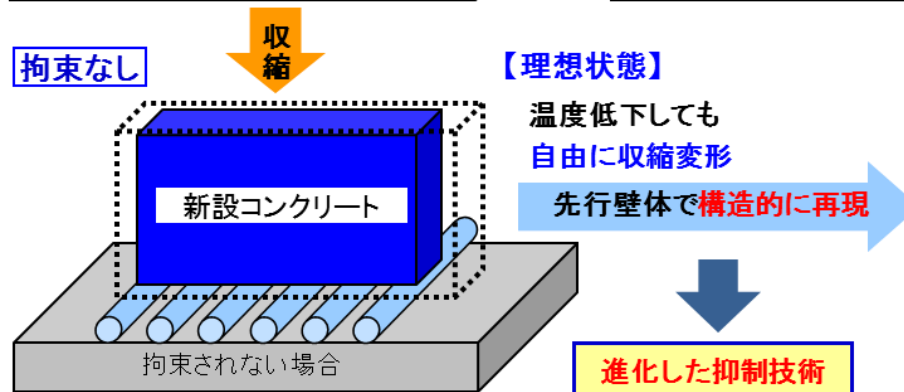 収縮
拘束なし
【理想状態】
温度低下しても
自由に収縮変形
先行壁体で構造的に再現
新設コンクリート
拘束されない場合
進化した抑制技術